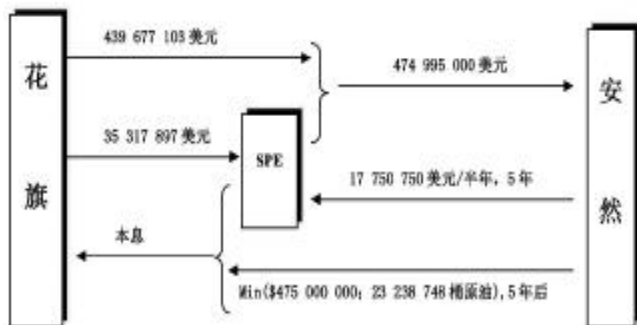 439 677 103美元
474 995 000美元
花
旗
安
然
35 317 897美元
SPE
17 750 750美元/半年，5年
本息
Min($475 000 000; 23 238 748桶原油),5年后